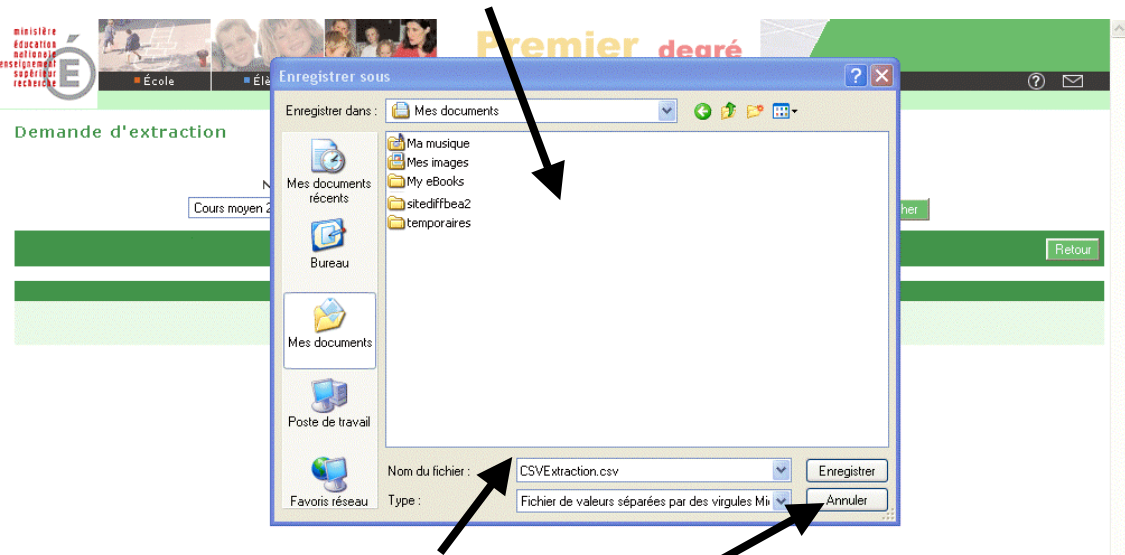 ministère
éducation
nationale
enseignement
supérieur
recherche
Premier degré
École
Élè
Enregistrer sous
Enregistrer dans :
Mes documents
Demande d'extraction
Ma musique
Mes images
My eBooks
sitediffbea2
temporaires
Mes documents
récents
Bureau
Mes documents
Poste de travail
Favoris réseau
N
Cours moyen 2
her
Retour
Nom du fichier :
CSVExtraction.csv
Enregistrer
Type :
Fichier de valeurs séparées par des virgules Mi
Annuler